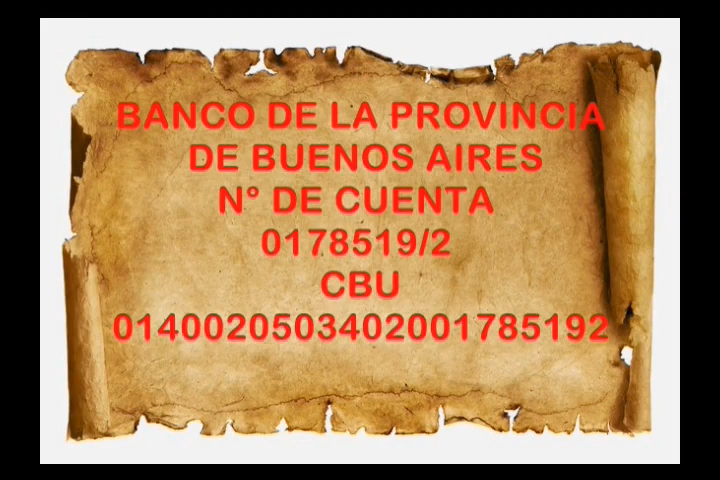 BANCO DE LA PROVINCIA
DE BUENOS AIRES
N° DE CUENTA
0178519/2
CBU
0140020503402001785192